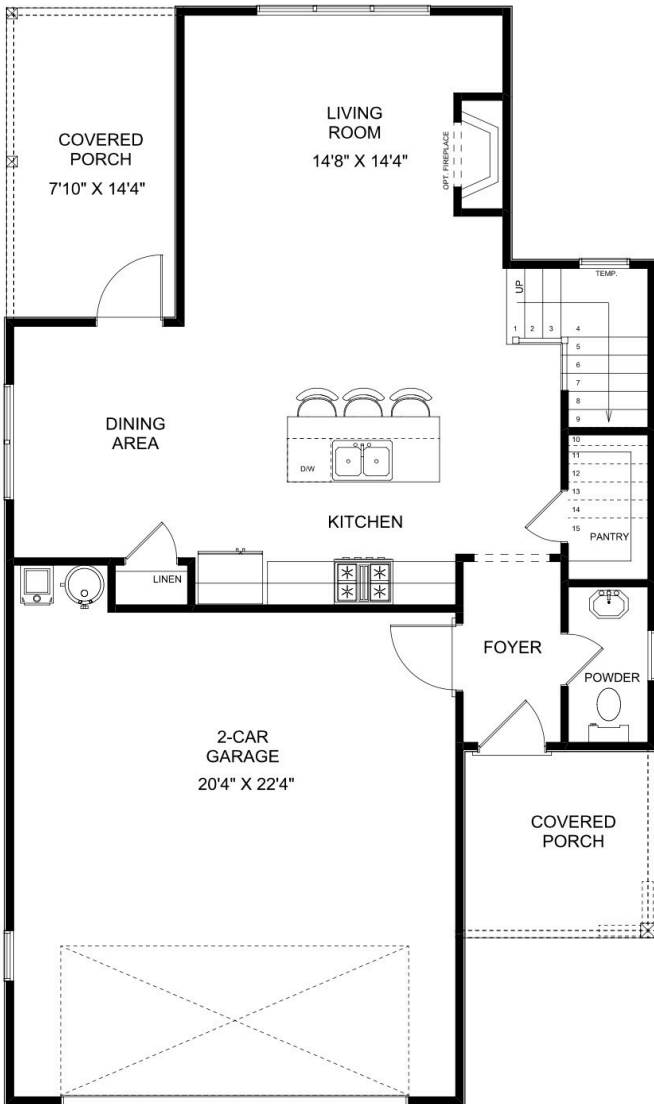 COVERED
PORCH
7'10" X 14'4"
LIVING
ROOM
14'8" X 14'4"
OPT. FIREPLACE
TEMP.
UP
1 2 3
4
5
6
7
8
9
DINING
AREA
D/W
KITCHEN
10
11
12
13
14
15
PANTRY
LINEN
FOYER
POWDER
2-CAR
GARAGE
20'4" X 22'4"
COVERED
PORCH